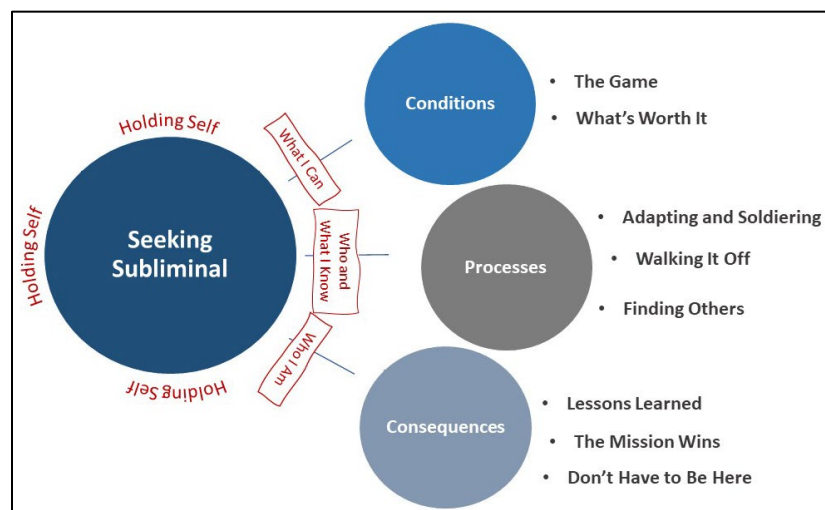 Holding Self
Holding Self
Holding Self
Seeking
Subliminal
What I Can
Who and
What I Know
Who I Am
Conditions
• The Game
• What’s Worth It
Processes
• Adapting and Soldiering
• Walking It Off
• Finding Others
Consequences
• Lessons Learned
• The Mission Wins
• Don’t Have to Be Here